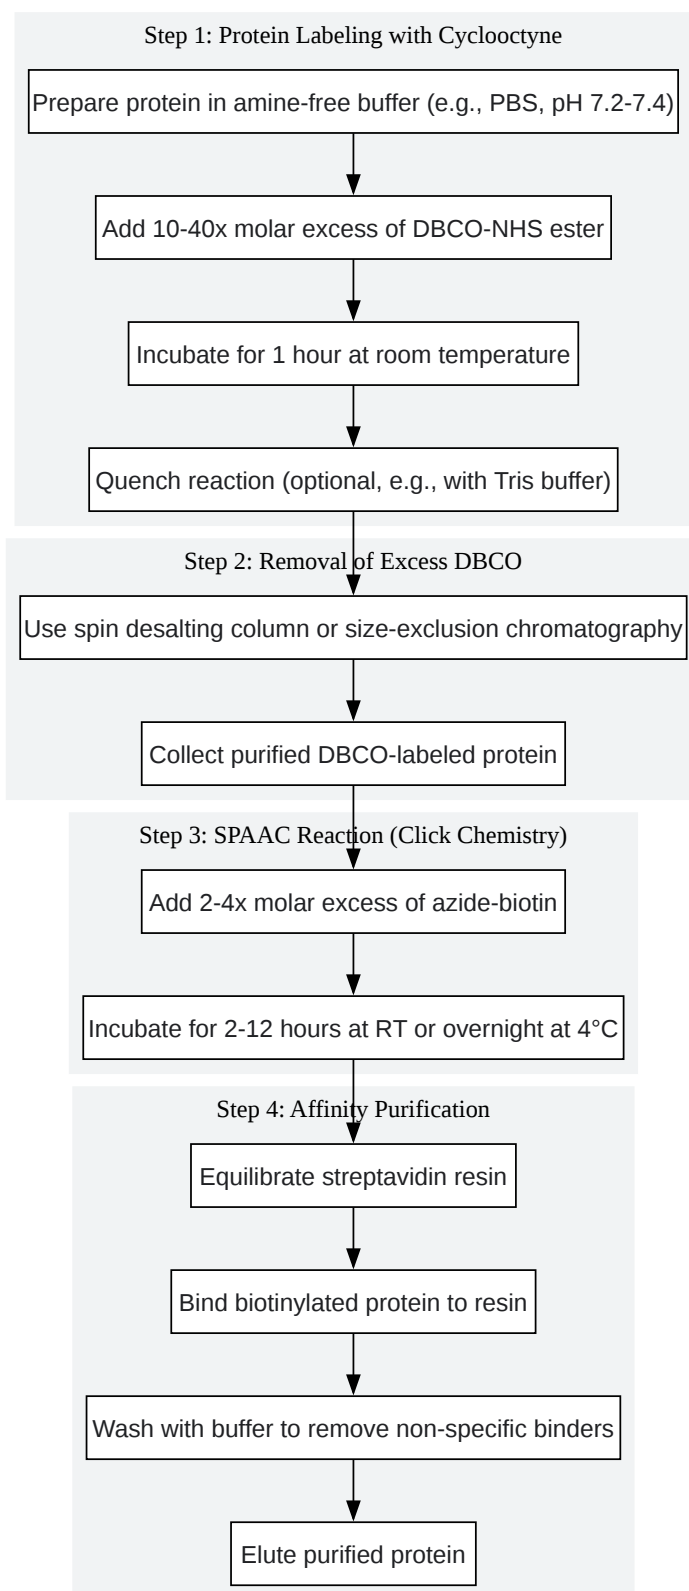 Step 1: Protein Labeling with Cyclooctyne
Prepare protein in amine-free buffer (e.g., PBS, pH 7.2-7.4)
Add 10-40x molar excess of DBCO-NHS ester
Incubate for 1 hour at room temperature
Quench reaction (optional, e.g., with Tris buffer)
Step 2: Removal of Excess DBCO
Use spin desalting column or size-exclusion chromatography
Collect purified DBCO-labeled protein
Step 3: SPAAC Reaction (Click Chemistry)
Add 2-4x molar excess of azide-biotin
Incubate for 2-12 hours at RT or overnight at 4°C
Step 4: Affinity Purification
Equilibrate streptavidin resin
Bind biotinylated protein to resin
Wash with buffer to remove non-specific binders
Elute purified protein